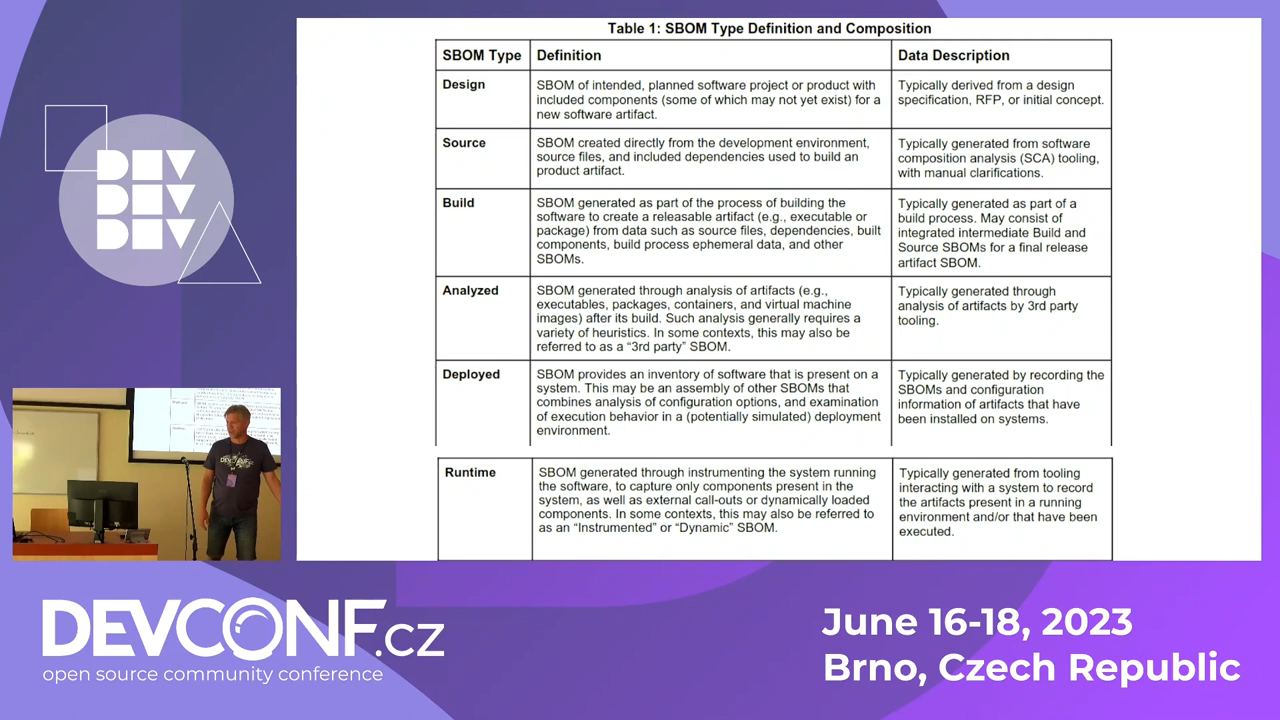 DEV
DEV
DEV
Table 1: SBOM Type Definition and Composition
SBOM Type
Definition
Data Description
Design
SBOM of intended, planned software project or product with
included components (some of which may not yet exist) for a
new software artifact.
Typically derived from a design
specification, RFP, or initial concept.
Source
SBOM created directly from the development environment,
source files, and included dependencies used to build an
product artifact.
Typically generated from software
composition analysis (SCA) tooling,
with manual clarifications.
Build
SBOM generated as part of the process of building the
software to create a releasable artifact (e.g., executable or
package) from data such as source files, dependencies, built
components, build process ephemeral data, and other
SBOMs.
Typically generated as part of a
build process. May consist of
integrated intermediate Build and
Source SBOMs for a final release
artifact SBOM.
Analyzed
SBOM generated through analysis of artifacts (e.g.,
executables, packages, containers, and virtual machine
images) after its build. Such analysis generally requires a
variety of heuristics. In some contexts, this may also be
referred to as a “3rd party” SBOM.
Typically generated through
analysis of artifacts by 3rd party
tooling.
Deployed
SBOM provides an inventory of software that is present on a
system. This may be an assembly of other SBOMs that
combines analysis of configuration options, and examination
of execution behavior in a (potentially simulated) deployment
environment.
Typically generated by recording the
SBOMs and configuration
information of artifacts that have
been installed on systems.
Runtime
SBOM generated through instrumenting the system running
the software, to capture only components present in the
system, as well as external call-outs or dynamically loaded
components. In some contexts, this may also be referred to
as an “Instrumented” or “Dynamic” SBOM.
Typically generated from tooling
interacting with a system to record
the artifacts present in a running
environment and/or that have been
executed.
DEVCONF.cz
open source community conference
June 16-18, 2023
Brno, Czech Republic